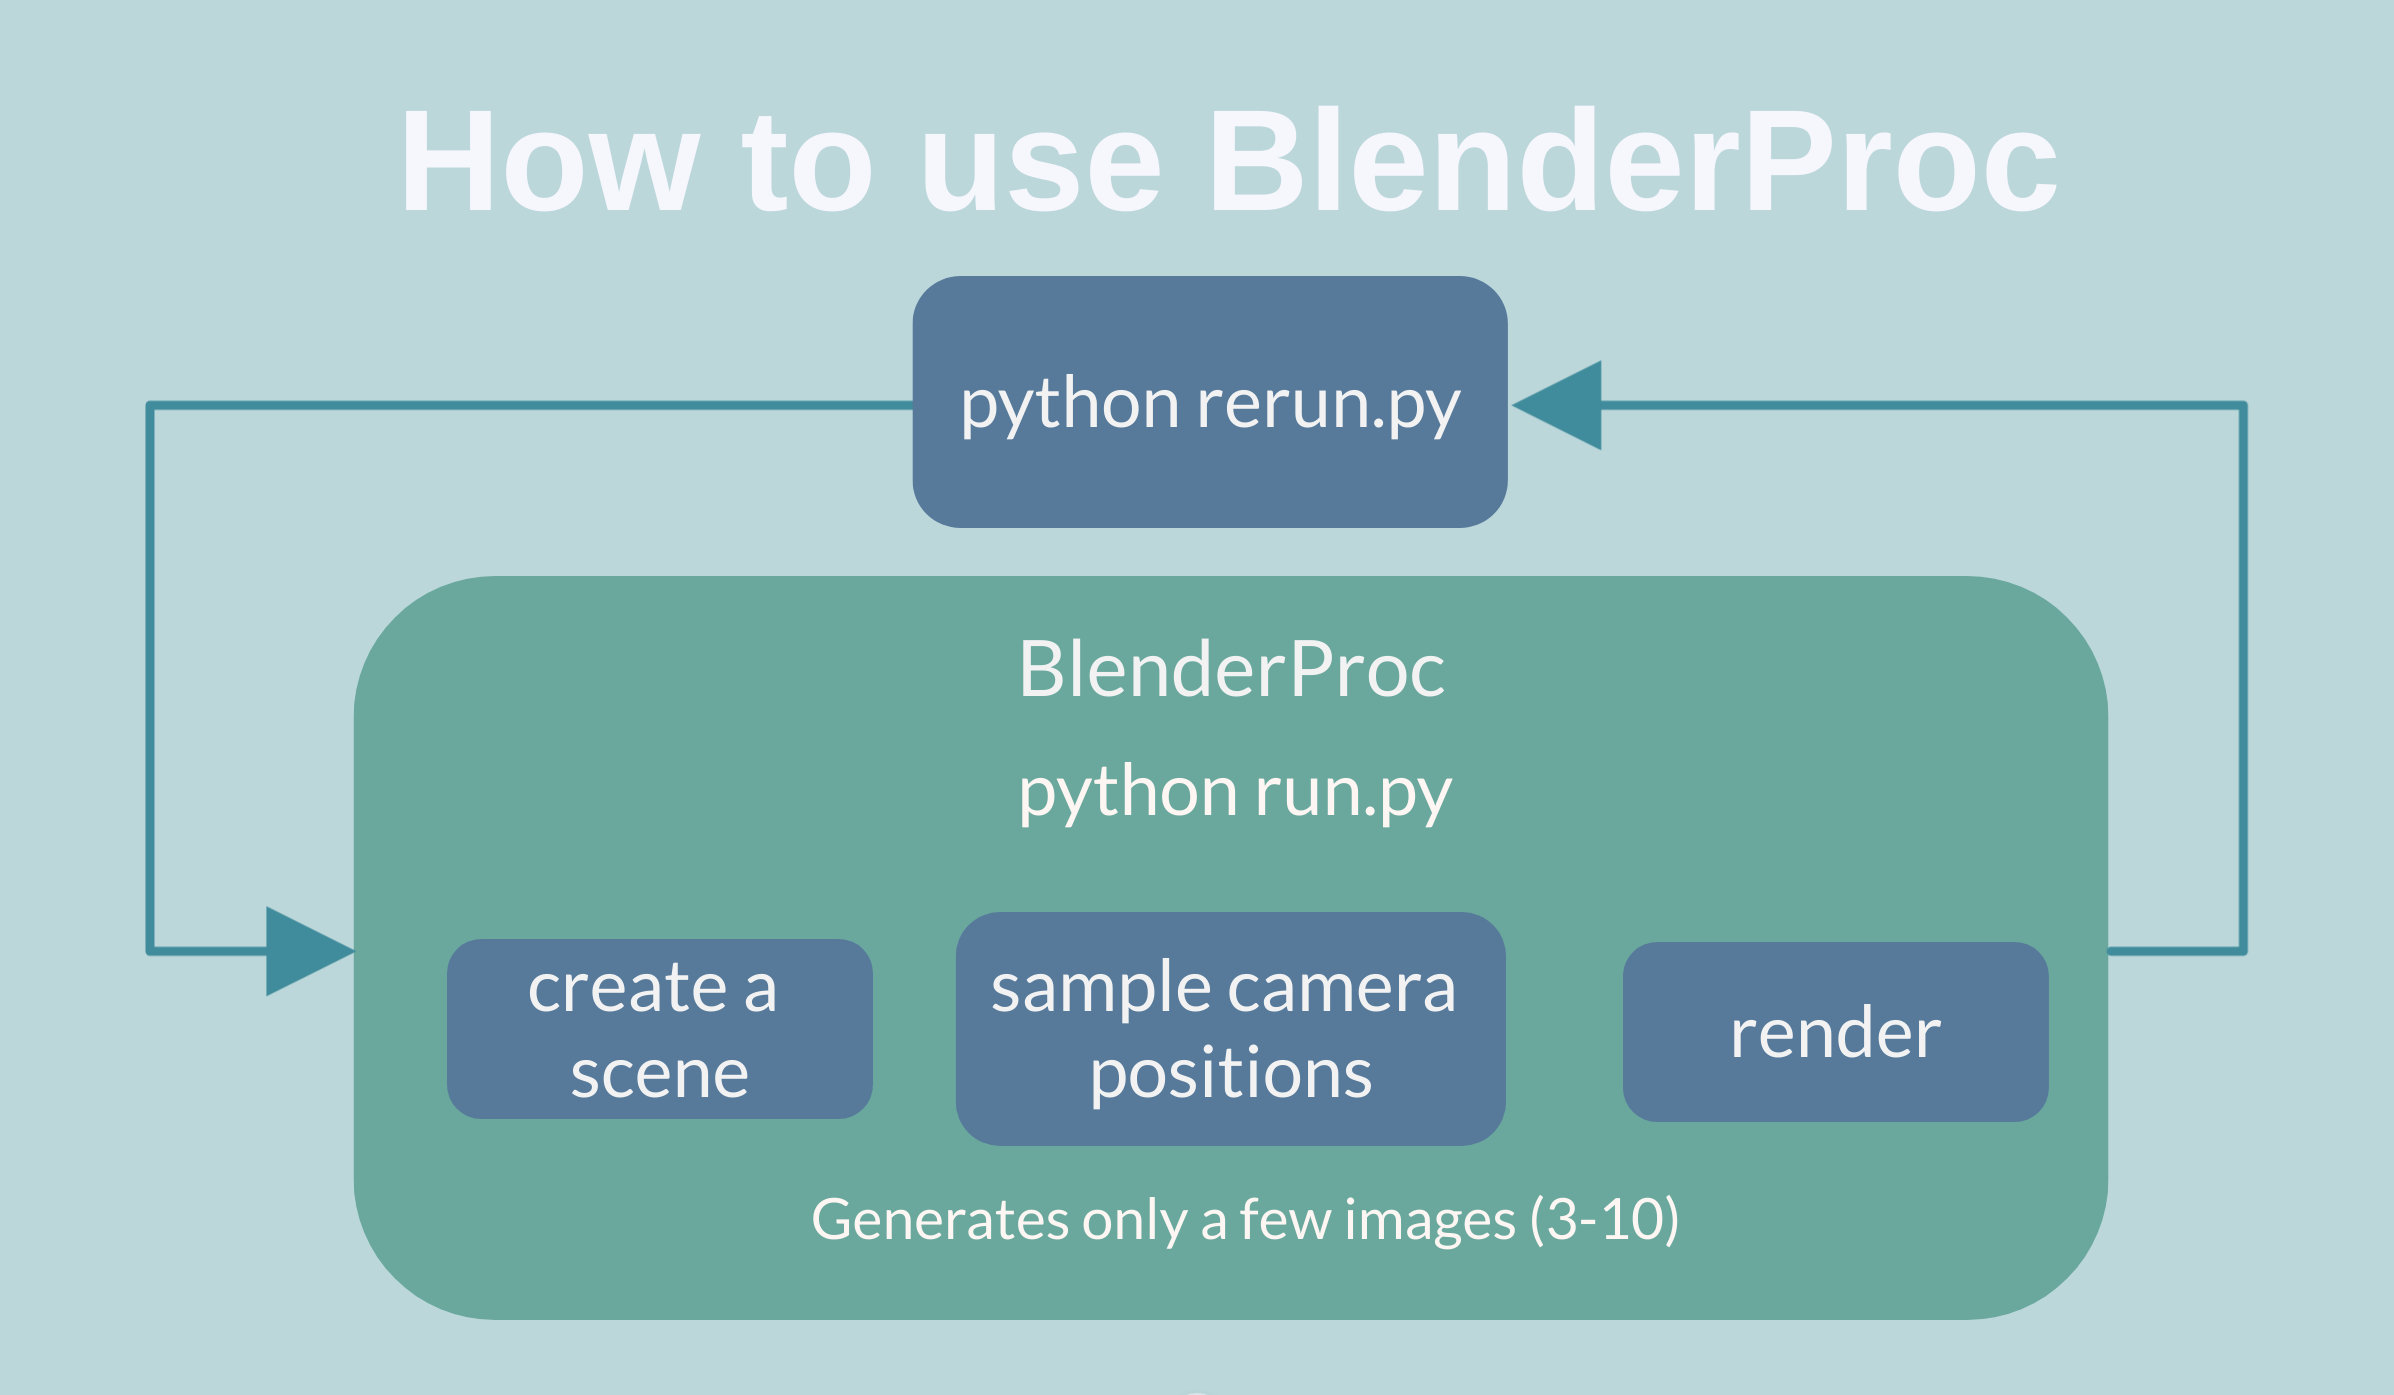 How to use BlenderProc
python rerun.py
BlenderProc
python run.py
create a
scene
sample camera
positions
render
Generates only a few images (3-10)